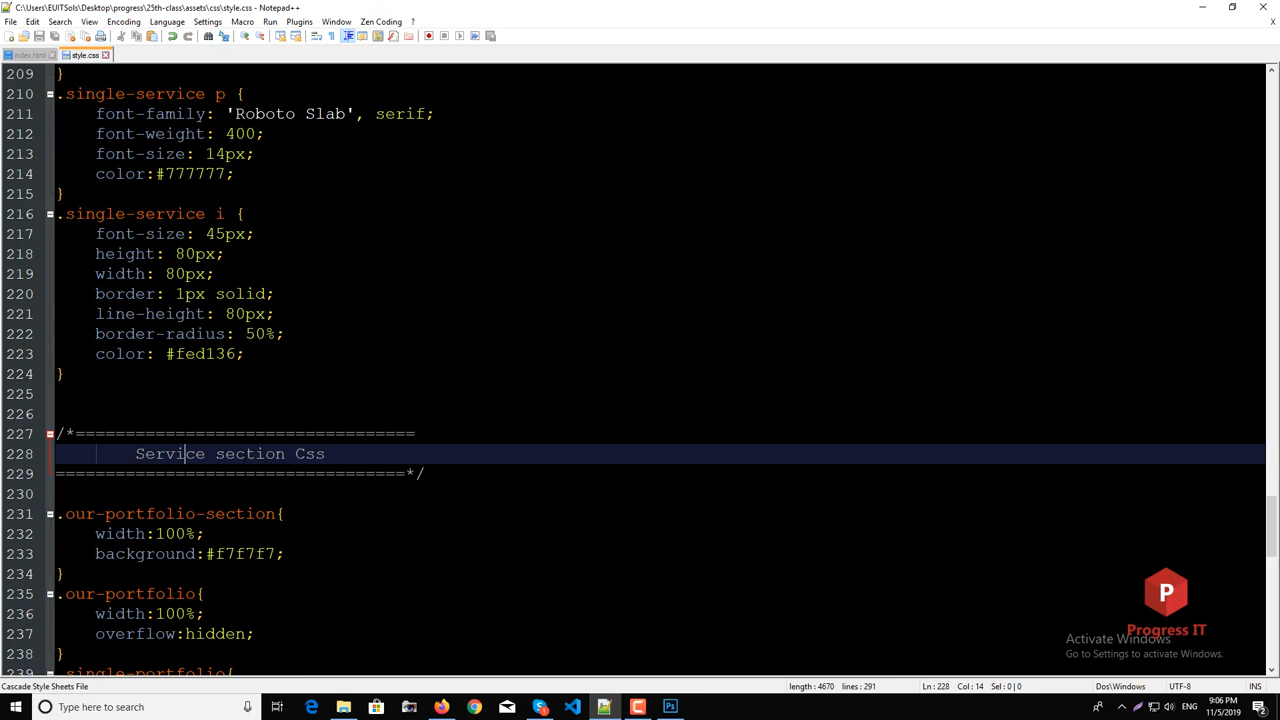 C:\Users\EUITSols\Desktop\progress\25th-class\assets\css\style.css - Notepad++
File Edit Search View Encoding Language Settings Macro Run Plugins Window Zen Coding ?
index.html style.css
209 }
210 .single-service p {
211 font-family: 'Roboto Slab', serif;
212 font-weight: 400;
213 font-size: 14px;
214 color:#777777;
215 }
216 .single-service i {
217 font-size: 45px;
218 height: 80px;
219 width: 80px;
220 border: 1px solid;
221 line-height: 80px;
222 border-radius: 50%;
223 color: #fed136;
224 }
225
226
227 /*==================================
228 Service section Css
229 ===================================*/
230
231 .our-portfolio-section{
232 width:100%;
233 background:#f7f7f7;
234 }
235 .our-portfolio{
236 width:100%;
237 overflow:hidden;
238 }
239 .single-portfolio{
P
Progress IT
Activate Windows
Go to Settings to activate Windows.
Cascade Style Sheets File length : 4670 lines : 291 Ln : 228 Col : 14 Sel : 0 | 0 Dos\Windows UTF-8 INS
Type here to search
ENG
9:06 PM
11/5/2019